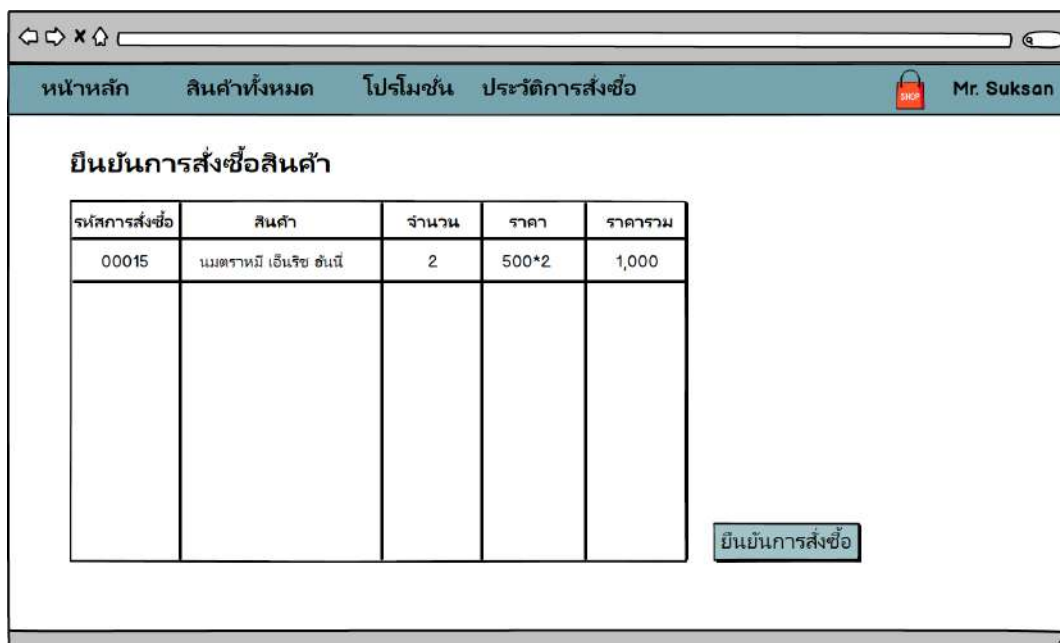 หน้าหลัก สินค้าทั้งหมด โปรโมชั่น ประวัติการสั่งซื้อ SHOP Mr. Suksan
ยืนยันการสั่งซื้อสินค้า
รหัสการสั่งซื้อ สินค้า จำนวน ราคา ราคารวม
00015 นมตราหมี เอ็นริช ฮันนี่ 2 500*2 1,000
ยืนยันการสั่งซื้อ